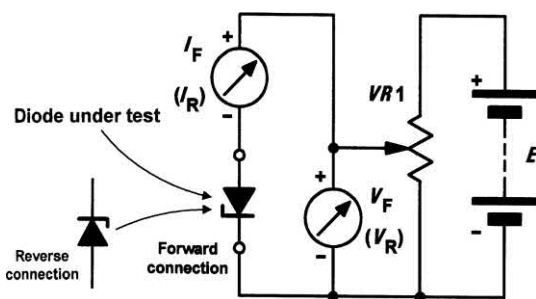 +
I_F
(I_R)
-
Diode under test
VR1
+
E
+
V_F
(V_R)
-
-
Reverse
connection
Forward
connection